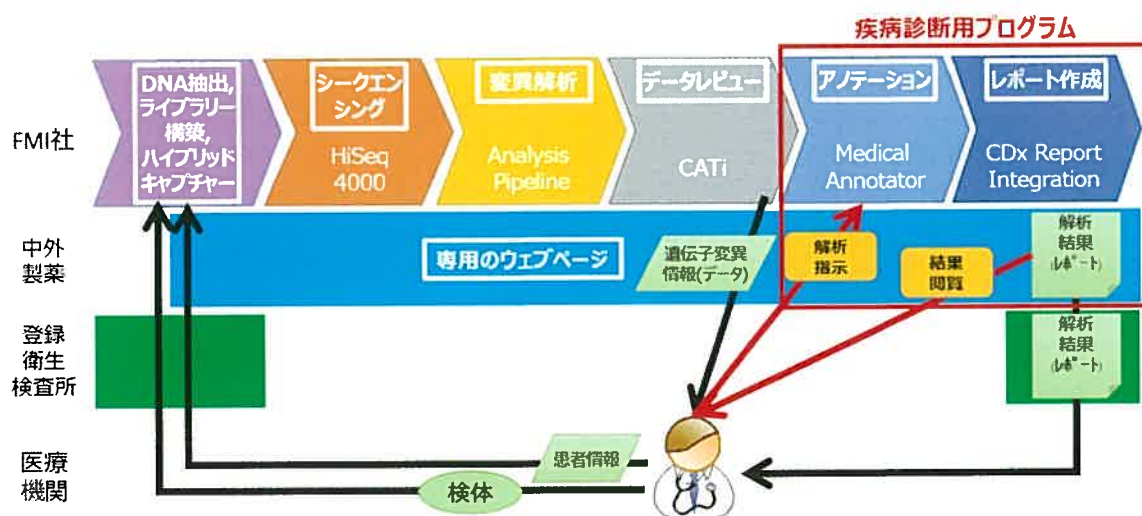 疾病診断用プログラム
FMI社
DNA抽出,
ライブラリー
構築,
ハイブリッド
キャプチャー
シークエン
シング
HiSeq
4000
変異解析
Analysis
Pipeline
データレビュー
CATi
アノテーション
Medical
Annotator
レポート作成
CDx Report
Integration
中外
製薬
専用のウェブページ
遺伝子変異
情報(データ)
解析
指示
結果
閲覧
解析
結果
(レポート)
登録
衛生
検査所
解析
結果
(レポート)
医療
機関
患者情報
検体